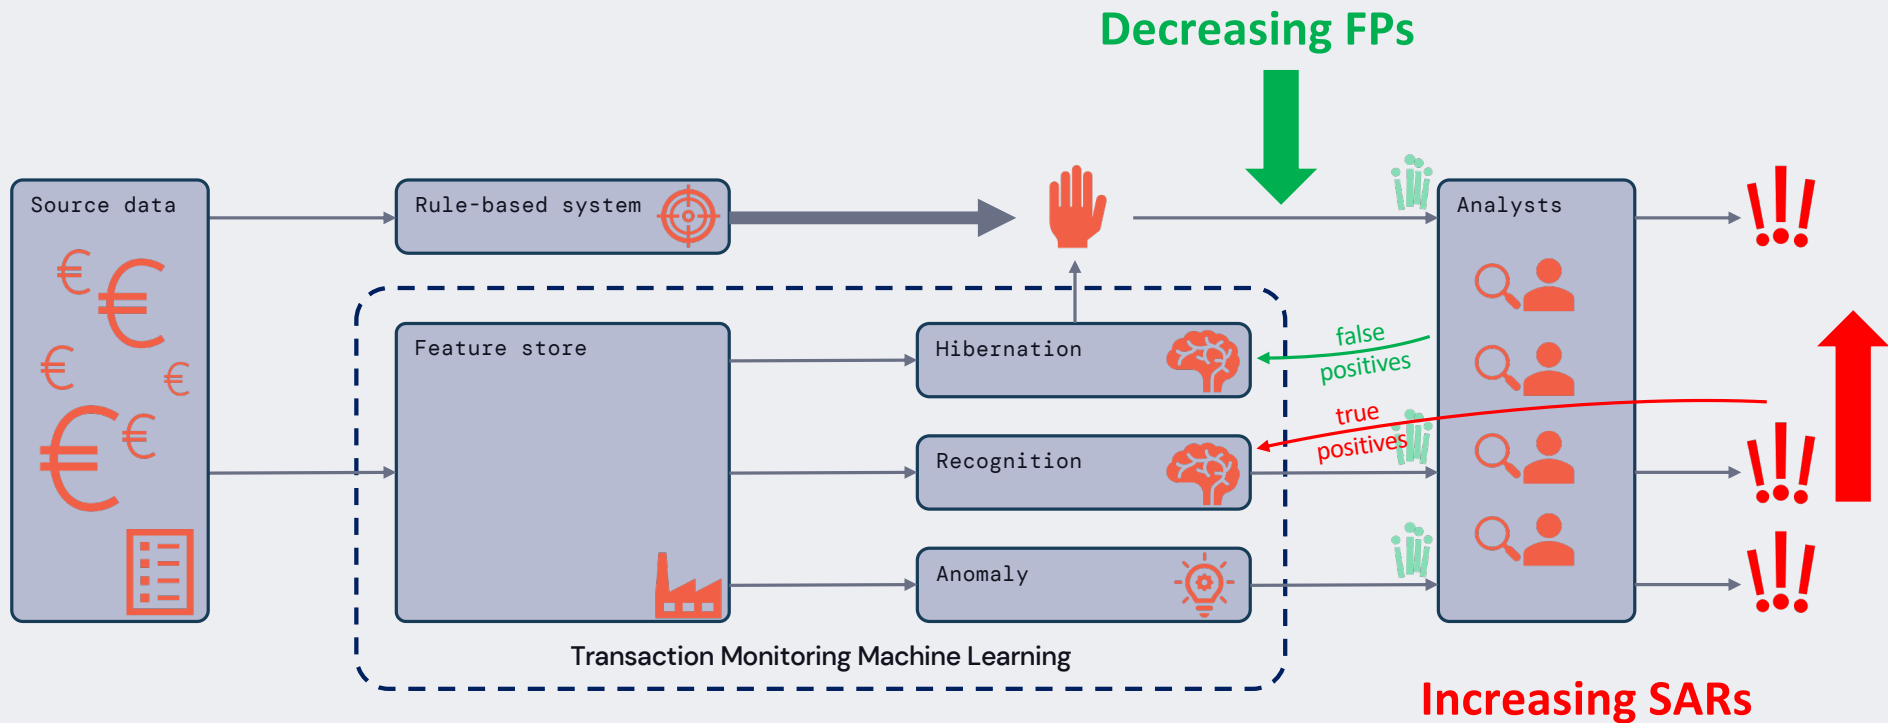 Decreasing FPs
Source data
Rule-based system
Analysts
Feature store
Hibernation
false
positives
true
positives
Recognition
Anomaly
Transaction Monitoring Machine Learning
Increasing SARs